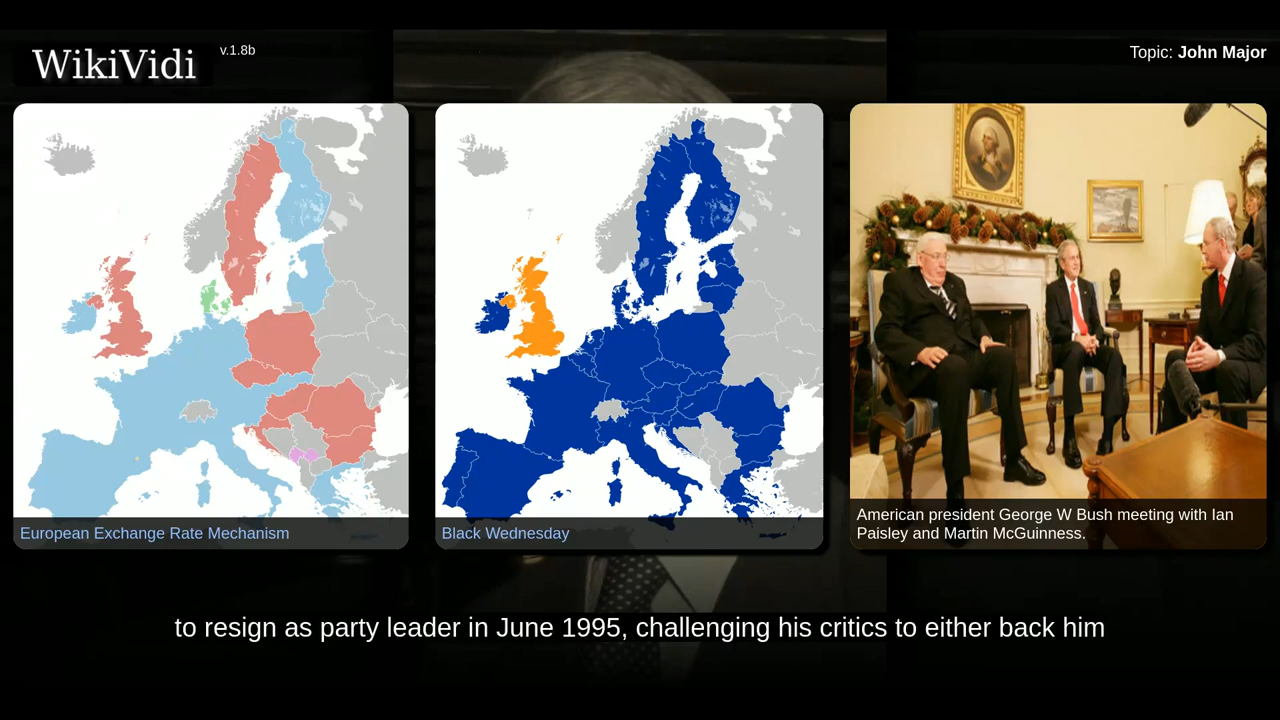 WikiVidi
v.1.8b
Topic: John Major
European Exchange Rate Mechanism
Black Wednesday
American president George W Bush meeting with Ian
Paisley and Martin McGuinness.
to resign as party leader in June 1995, challenging his critics to either back him